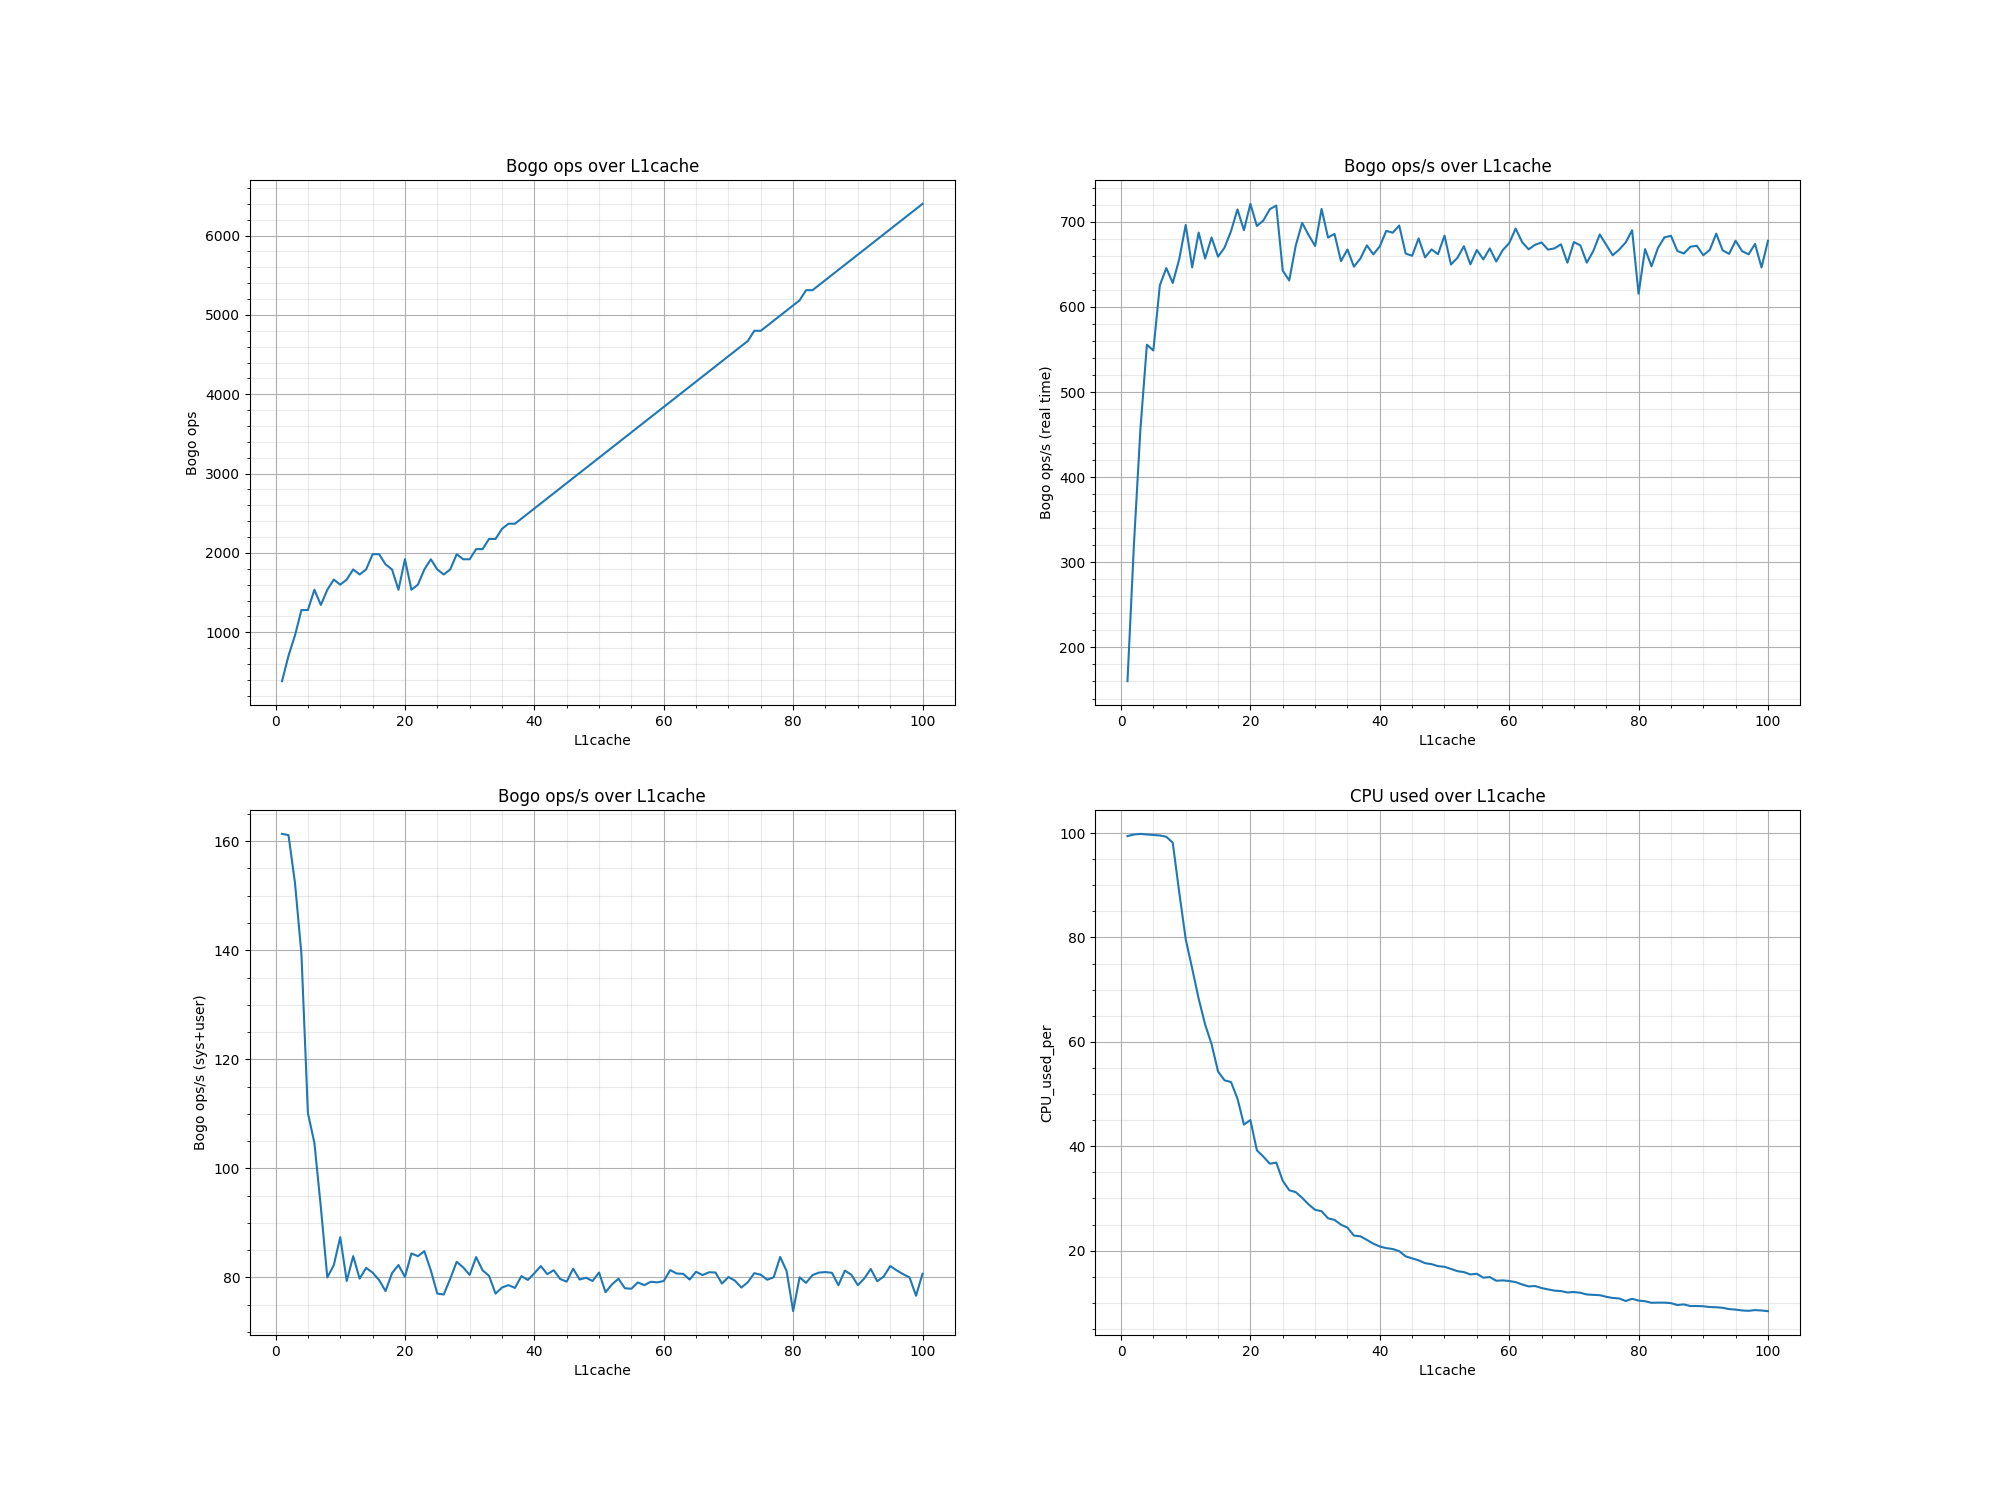 Bogo ops over L1cache
6000
5000
4000
3000
2000
1000
Bogo ops
0 20 40 60 80 100
L1cache
Bogo ops/s over L1cache
700
600
500
400
300
200
Bogo ops/s (real time)
0 20 40 60 80 100
L1cache
Bogo ops/s over L1cache
160
140
120
100
80
Bogo ops/s (sys+user)
0 20 40 60 80 100
L1cache
CPU used over L1cache
100
80
60
40
20
CPU_used_per
0 20 40 60 80 100
L1cache